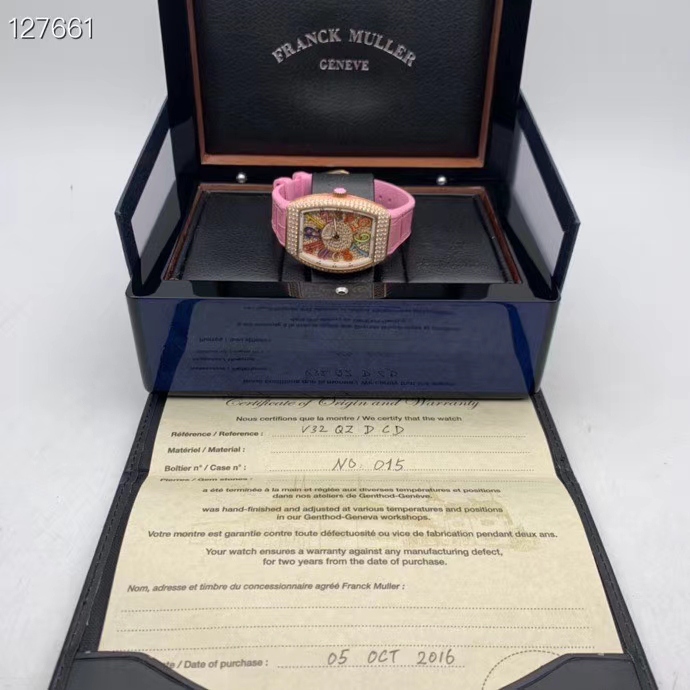 127661
FRANCK MULLER
GENEVE
Certificate of Origin and Warranty
Nous certifions que la montre / We certify that the watch
Référence / Reference : V32 QZ D CD
Matériel / Material :
Boîtier n° / Case n° : NO. 015
a été terminée à la main et réglée aux diverses températures et positions
dans nos ateliers de Genthod-Genève.
was hand-finished and adjusted at various temperatures and positions
in our Genthod-Geneva workshops.
Votre montre est garantie contre toute défectuosité ou vice de fabrication pendant deux ans.
Your watch ensures a warranty against any manufacturing defect,
for two years from the date of purchase.
Nom, adresse et timbre du concessionaire agréé Franck Muller :
/ Date of purchase : 05 OCT 2016